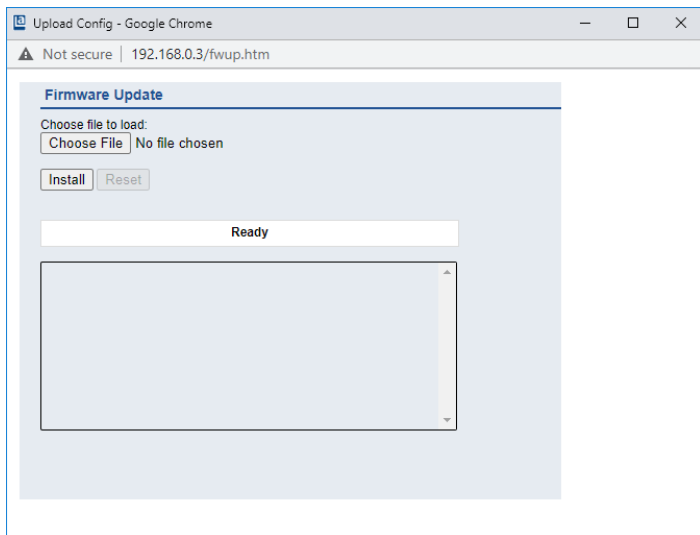 Upload Config - Google Chrome
Not secure | 192.168.0.3/fwup.htm
Firmware Update
Choose file to load:
Choose File No file chosen
Install Reset
Ready